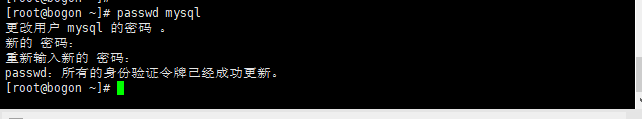 [root@bogon ~]# passwd mysql
更改用户 mysql 的密码 。
新的 密码：
重新输入新的 密码：
passwd：所有的身份验证令牌已经成功更新。
[root@bogon ~]#